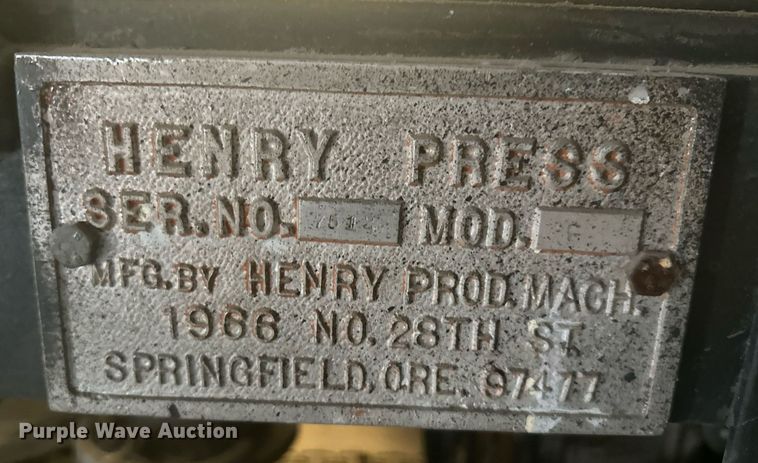 HENRY PRESS
SER. NO. MOD.
MFG. BY HENRY PROD. MACH.
1966 NO. 28TH ST.
SPRINGFIELD, ORE. 97477
Purple Wave Auction